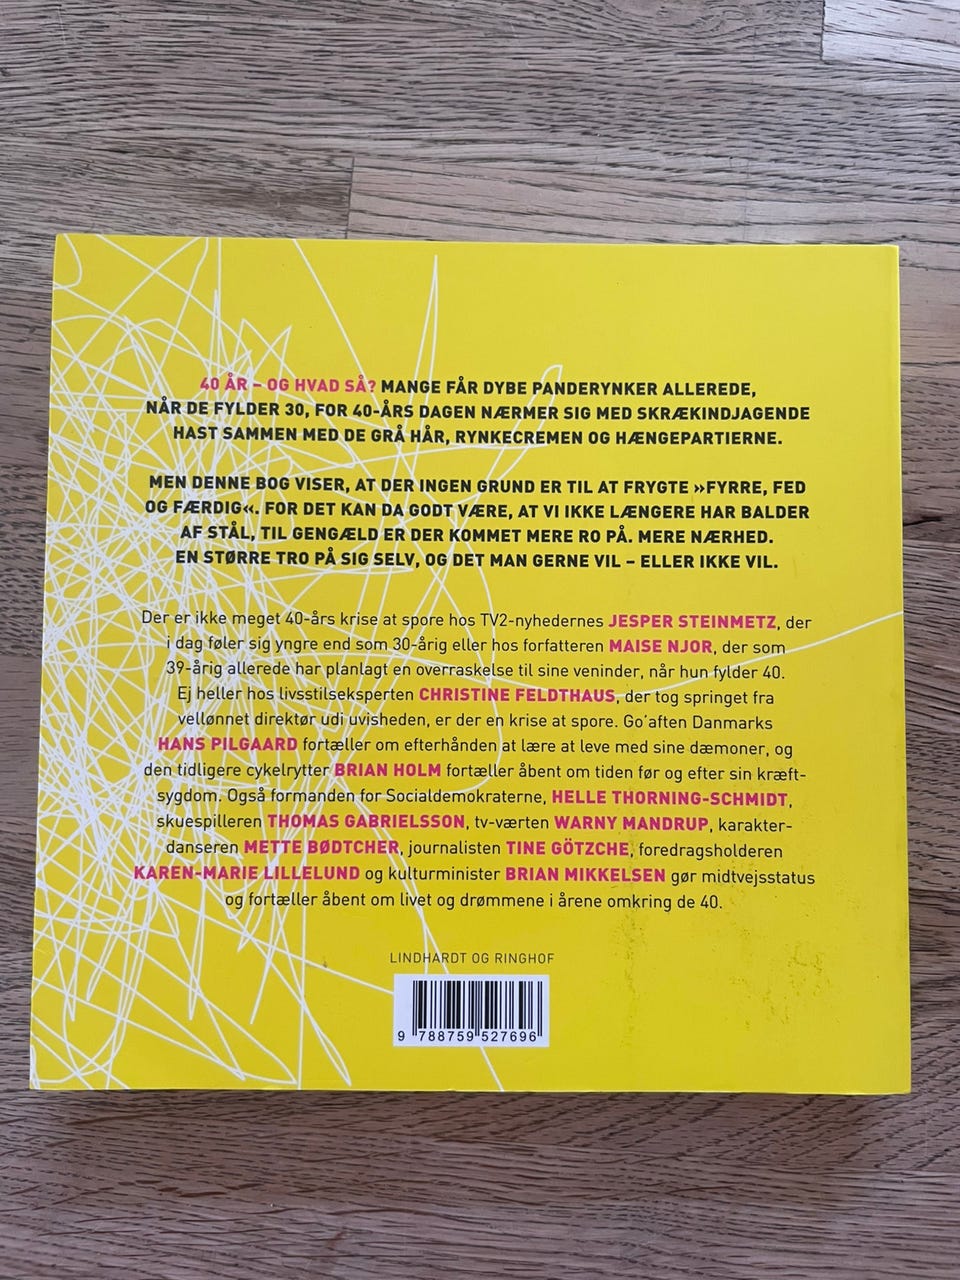 40 ÅR – OG HVAD SÅ? MANGE FÅR DYBE PANDERYNKER ALLEREDE,
NÅR DE FYLDER 30, FOR 40-ÅRS DAGEN NÆRMER SIG MED SKRÆKINDJAGENDE
HAST SAMMEN MED DE GRÅ HÅR, RYNKECREMEN OG HÆNGEPARTIERNE.
MEN DENNE BOG VISER, AT DER INGEN GRUND ER TIL AT FRYGTE »FYRRE, FED
OG FÆRDIG«. FOR DET KAN DA GODT VÆRE, AT VI IKKE LÆNGERE HAR BALDER
AF STÅL, TIL GENGÆLD ER DER KOMMET MERE RO PÅ. MERE NÆRHED.
EN STØRRE TRO PÅ SIG SELV, OG DET MAN GERNE VIL – ELLER IKKE VIL.
Der er ikke meget 40-års krise at spore hos TV2-nyhedernes JESPER STEINMETZ, der
i dag føler sig yngre end som 30-årig eller hos forfatteren MAISE NJOR, der som
39-årig allerede har planlagt en overraskelse til sine veninder, når hun fylder 40.
Ej heller hos livsstilseksperten CHRISTINE FELDTHAUS, der tog springet fra
vellønnet direktør udi uvisheden, er der en krise at spore. Go'aften Danmarks
HANS PILGAARD fortæller om efterhånden at lære at leve med sine dæmoner, og
den tidligere cykelrytter BRIAN HOLM fortæller åbent om tiden før og efter sin kræft-
sygdom. Også formanden for Socialdemokraterne, HELLE THORNING-SCHMIDT,
skuespilleren THOMAS GABRIELSSON, tv-værten WARNY MANDRUP, karakter-
danseren METTE BØDTCHER, journalisten TINE GÖTZCHE, foredragsholderen
KAREN-MARIE LILLELUND og kulturminister BRIAN MIKKELSEN gør midtvejsstatus
og fortæller åbent om livet og drømmene i årene omkring de 40.
LINDHARDT OG RINGHOF
9 788759 527696